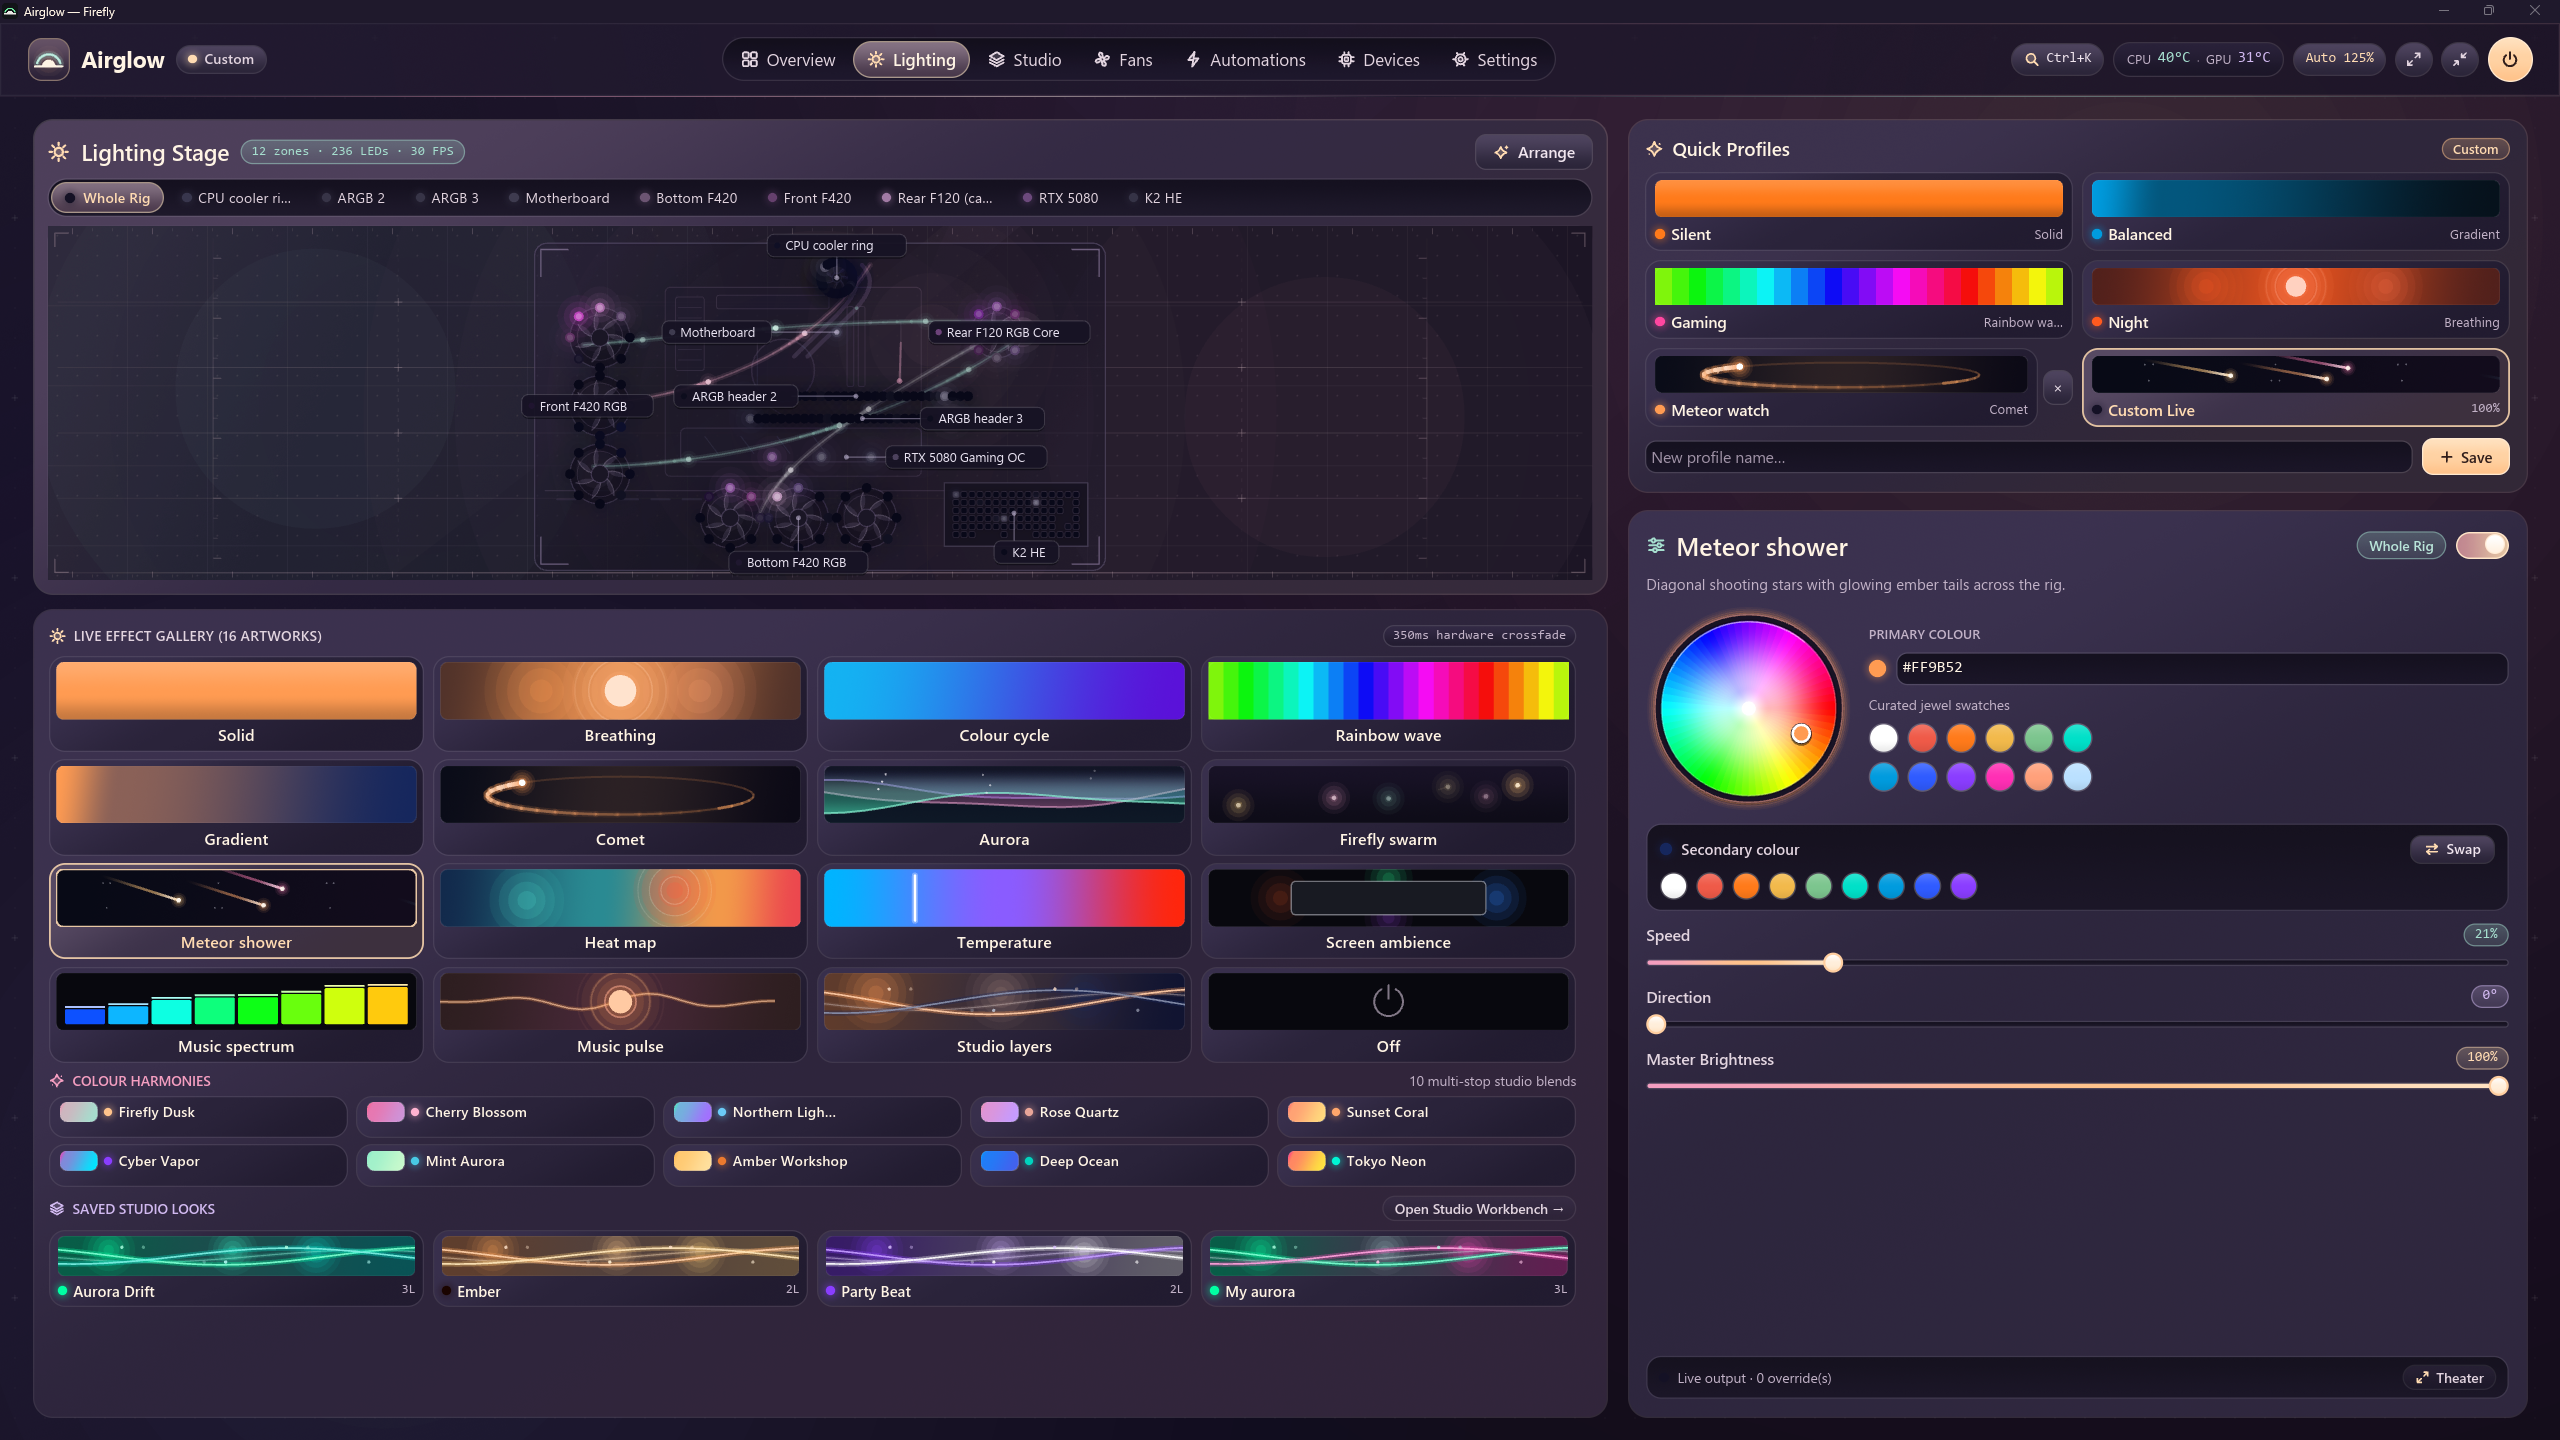 Airglow — Firefly
Airglow
Custom
Overview
Lighting
Studio
Fans
Automations
Devices
Settings
Ctrl+K
CPU 40°C · GPU 31°C
Auto 125%
Lighting Stage
12 zones · 236 LEDs · 30 FPS
Arrange
Whole Rig
CPU cooler ri...
ARGB 2
ARGB 3
Motherboard
Bottom F420
Front F420
Rear F120 (ca...
RTX 5080
K2 HE
CPU cooler ring
Motherboard
Rear F120 RGB Core
ARGB header 2
Front F420 RGB
ARGB header 3
RTX 5080 Gaming OC
K2 HE
Bottom F420 RGB
LIVE EFFECT GALLERY (16 ARTWORKS)
350ms hardware crossfade
Solid
Breathing
Colour cycle
Rainbow wave
Gradient
Comet
Aurora
Firefly swarm
Meteor shower
Heat map
Temperature
Screen ambience
Music spectrum
Music pulse
Studio layers
Off
COLOUR HARMONIES
10 multi-stop studio blends
Firefly Dusk
Cherry Blossom
Northern Ligh...
Rose Quartz
Sunset Coral
Cyber Vapor
Mint Aurora
Amber Workshop
Deep Ocean
Tokyo Neon
SAVED STUDIO LOOKS
Open Studio Workbench →
Aurora Drift 3L
Ember 2L
Party Beat 2L
My aurora 3L
Quick Profiles
Custom
Silent Solid
Balanced Gradient
Gaming Rainbow wa...
Night Breathing
Meteor watch Comet
×
Custom Live 100%
New profile name...
+ Save
Meteor shower
Whole Rig
Diagonal shooting stars with glowing ember tails across the rig.
PRIMARY COLOUR
#FF9B52
Curated jewel swatches
Secondary colour
Swap
Speed 21%
Direction 0°
Master Brightness 100%
Live output · 0 override(s)
Theater